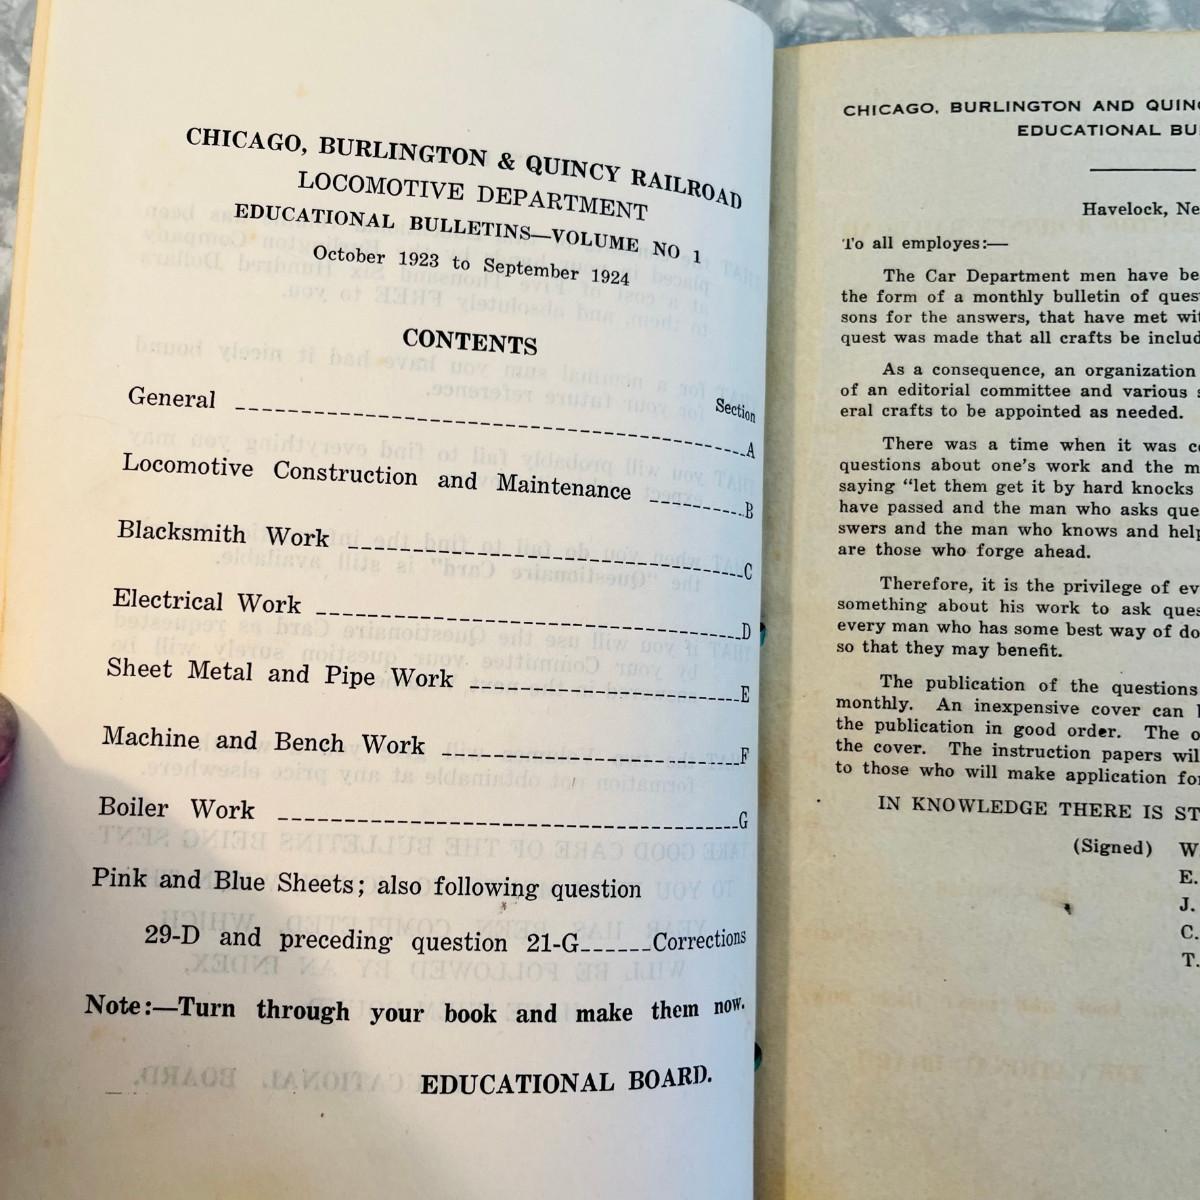 CHICAGO, BURLINGTON & QUINCY RAILROAD
LOCOMOTIVE DEPARTMENT
EDUCATIONAL BULLETINS—VOLUME NO 1
October 1923 to September 1924
CONTENTS
Section
General ________A
Locomotive Construction and Maintenance ________B
Blacksmith Work ________C
Electrical Work ________D
Sheet Metal and Pipe Work ________E
Machine and Bench Work ________F
Boiler Work ________G
Pink and Blue Sheets; also following question
29-D and preceding question 21-G______Corrections
Note:—Turn through your book and make them now.
EDUCATIONAL BOARD.
CHICAGO, BURLINGTON AND QUIN
EDUCATIONAL BU
Havelock, Ne
To all employes:—
The Car Department men have be
the form of a monthly bulletin of ques
sons for the answers, that have met wi
quest was made that all crafts be includ
As a consequence, an organization
of an editorial committee and various s
eral crafts to be appointed as needed.
There was a time when it was c
questions about one's work and the m
saying "let them get it by hard knocks
have passed and the man who asks que
swers and the man who knows and help
are those who forge ahead.
Therefore, it is the privilege of ev
something about his work to ask ques
every man who has some best way of do
so that they may benefit.
The publication of the questions
monthly. An inexpensive cover can
the publication in good order. The o
the cover. The instruction papers wil
to those who will make application fo
IN KNOWLEDGE THERE IS ST
(Signed) W
E.
J.
C.
T.